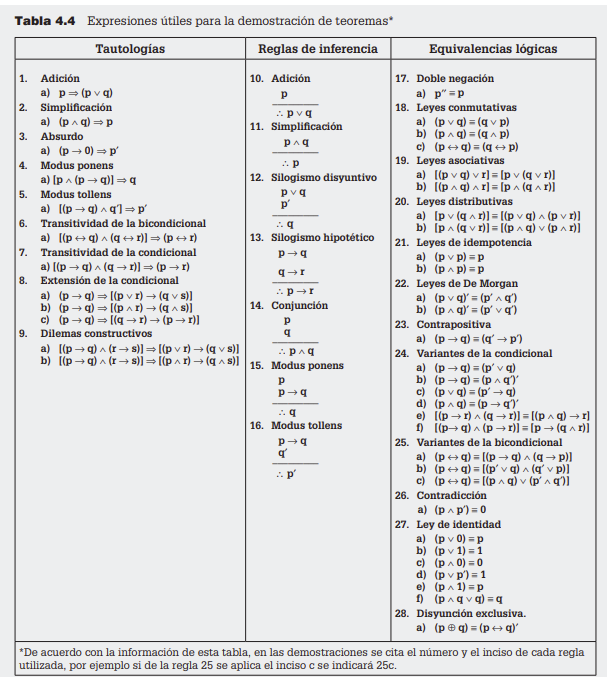 Tabla 4.4 Expresiones útiles para la demostración de teoremas*
Tautologías
1. Adición
a) p ⇒ (p ∨ q)
2. Simplificación
a) (p ∧ q) ⇒ p
3. Absurdo
a) (p → 0) ⇒ p′
4. Modus ponens
a) [p ∧ (p → q)] ⇒ q
5. Modus tollens
a) [(p → q) ∧ q′] ⇒ p′
6. Transitividad de la bicondicional
a) [(p ↔ q) ∧ (q ↔ r)] ⇒ (p ↔ r)
7. Transitividad de la condicional
a) [(p → q) ∧ (q → r)] ⇒ (p → r)
8. Extensión de la condicional
a) (p → q) ⇒ [(p ∨ r) → (q ∨ s)]
b) (p → q) ⇒ [(p ∧ r) → (q ∧ s)]
c) (p → q) ⇒ [(q → r) → (p → r)]
9. Dilemas constructivos
a) [(p → q) ∧ (r → s)] ⇒ [(p ∨ r) → (q ∨ s)]
b) [(p → q) ∧ (r → s)] ⇒ [(p ∧ r) → (q ∧ s)]
Reglas de inferencia
10. Adición
p
∴ p ∨ q
11. Simplificación
p ∧ q
∴ p
12. Silogismo disyuntivo
p ∨ q
p′
∴ q
13. Silogismo hipotético
p → q
q → r
∴ p → r
14. Conjunción
p
q
∴ p ∧ q
15. Modus ponens
p
p → q
∴ q
16. Modus tollens
p → q
q′
∴ p′
Equivalencias lógicas
17. Doble negación
a) p″ ≡ p
18. Leyes conmutativas
a) (p ∨ q) ≡ (q ∨ p)
b) (p ∧ q) ≡ (q ∧ p)
c) (p ↔ q) ≡ (q ↔ p)
19. Leyes asociativas
a) [(p ∨ q) ∨ r] ≡ [p ∨ (q ∨ r)]
b) [(p ∧ q) ∧ r] ≡ [p ∧ (q ∧ r)]
20. Leyes distributivas
a) [p ∨ (q ∧ r)] ≡ [(p ∨ q) ∧ (p ∨ r)]
b) [p ∧ (q ∨ r)] ≡ [(p ∧ q) ∨ (p ∧ r)]
21. Leyes de idempotencia
a) (p ∨ p) ≡ p
b) (p ∧ p) ≡ p
22. Leyes de De Morgan
a) (p ∨ q)′ ≡ (p′ ∧ q′)
b) (p ∧ q)′ ≡ (p′ ∨ q′)
23. Contrapositiva
a) (p → q) ≡ (q′ → p′)
24. Variantes de la condicional
a) (p → q) ≡ (p′ ∨ q)
b) (p → q) ≡ (p ∧ q′)′
c) (p ∨ q) ≡ (p′ → q)
d) (p ∧ q) ≡ (p → q′)′
e) [(p → r) ∧ (q → r)] ≡ [(p ∧ q) → r]
f) [(p → q) ∧ (p → r)] ≡ [p → (q ∧ r)]
25. Variantes de la bicondicional
a) (p ↔ q) ≡ [(p → q) ∧ (q → p)]
b) (p ↔ q) ≡ [(p′ ∨ q) ∧ (q′ ∨ p)]
c) (p ↔ q) ≡ [(p ∧ q) ∨ (p′ ∧ q′)]
26. Contradicción
a) (p ∧ p′) ≡ 0
27. Ley de identidad
a) (p ∨ 0) ≡ p
b) (p ∨ 1) ≡ 1
c) (p ∧ 0) ≡ 0
d) (p ∨ p′) ≡ 1
e) (p ∧ 1) ≡ p
f) (p ∧ q ∨ q) ≡ q
28. Disyunción exclusiva.
a) (p ⊕ q) ≡ (p ↔ q)′
*De acuerdo con la información de esta tabla, en las demostraciones se cita el número y el inciso de cada regla
utilizada, por ejemplo si de la regla 25 se aplica el inciso c se indicará 25c.